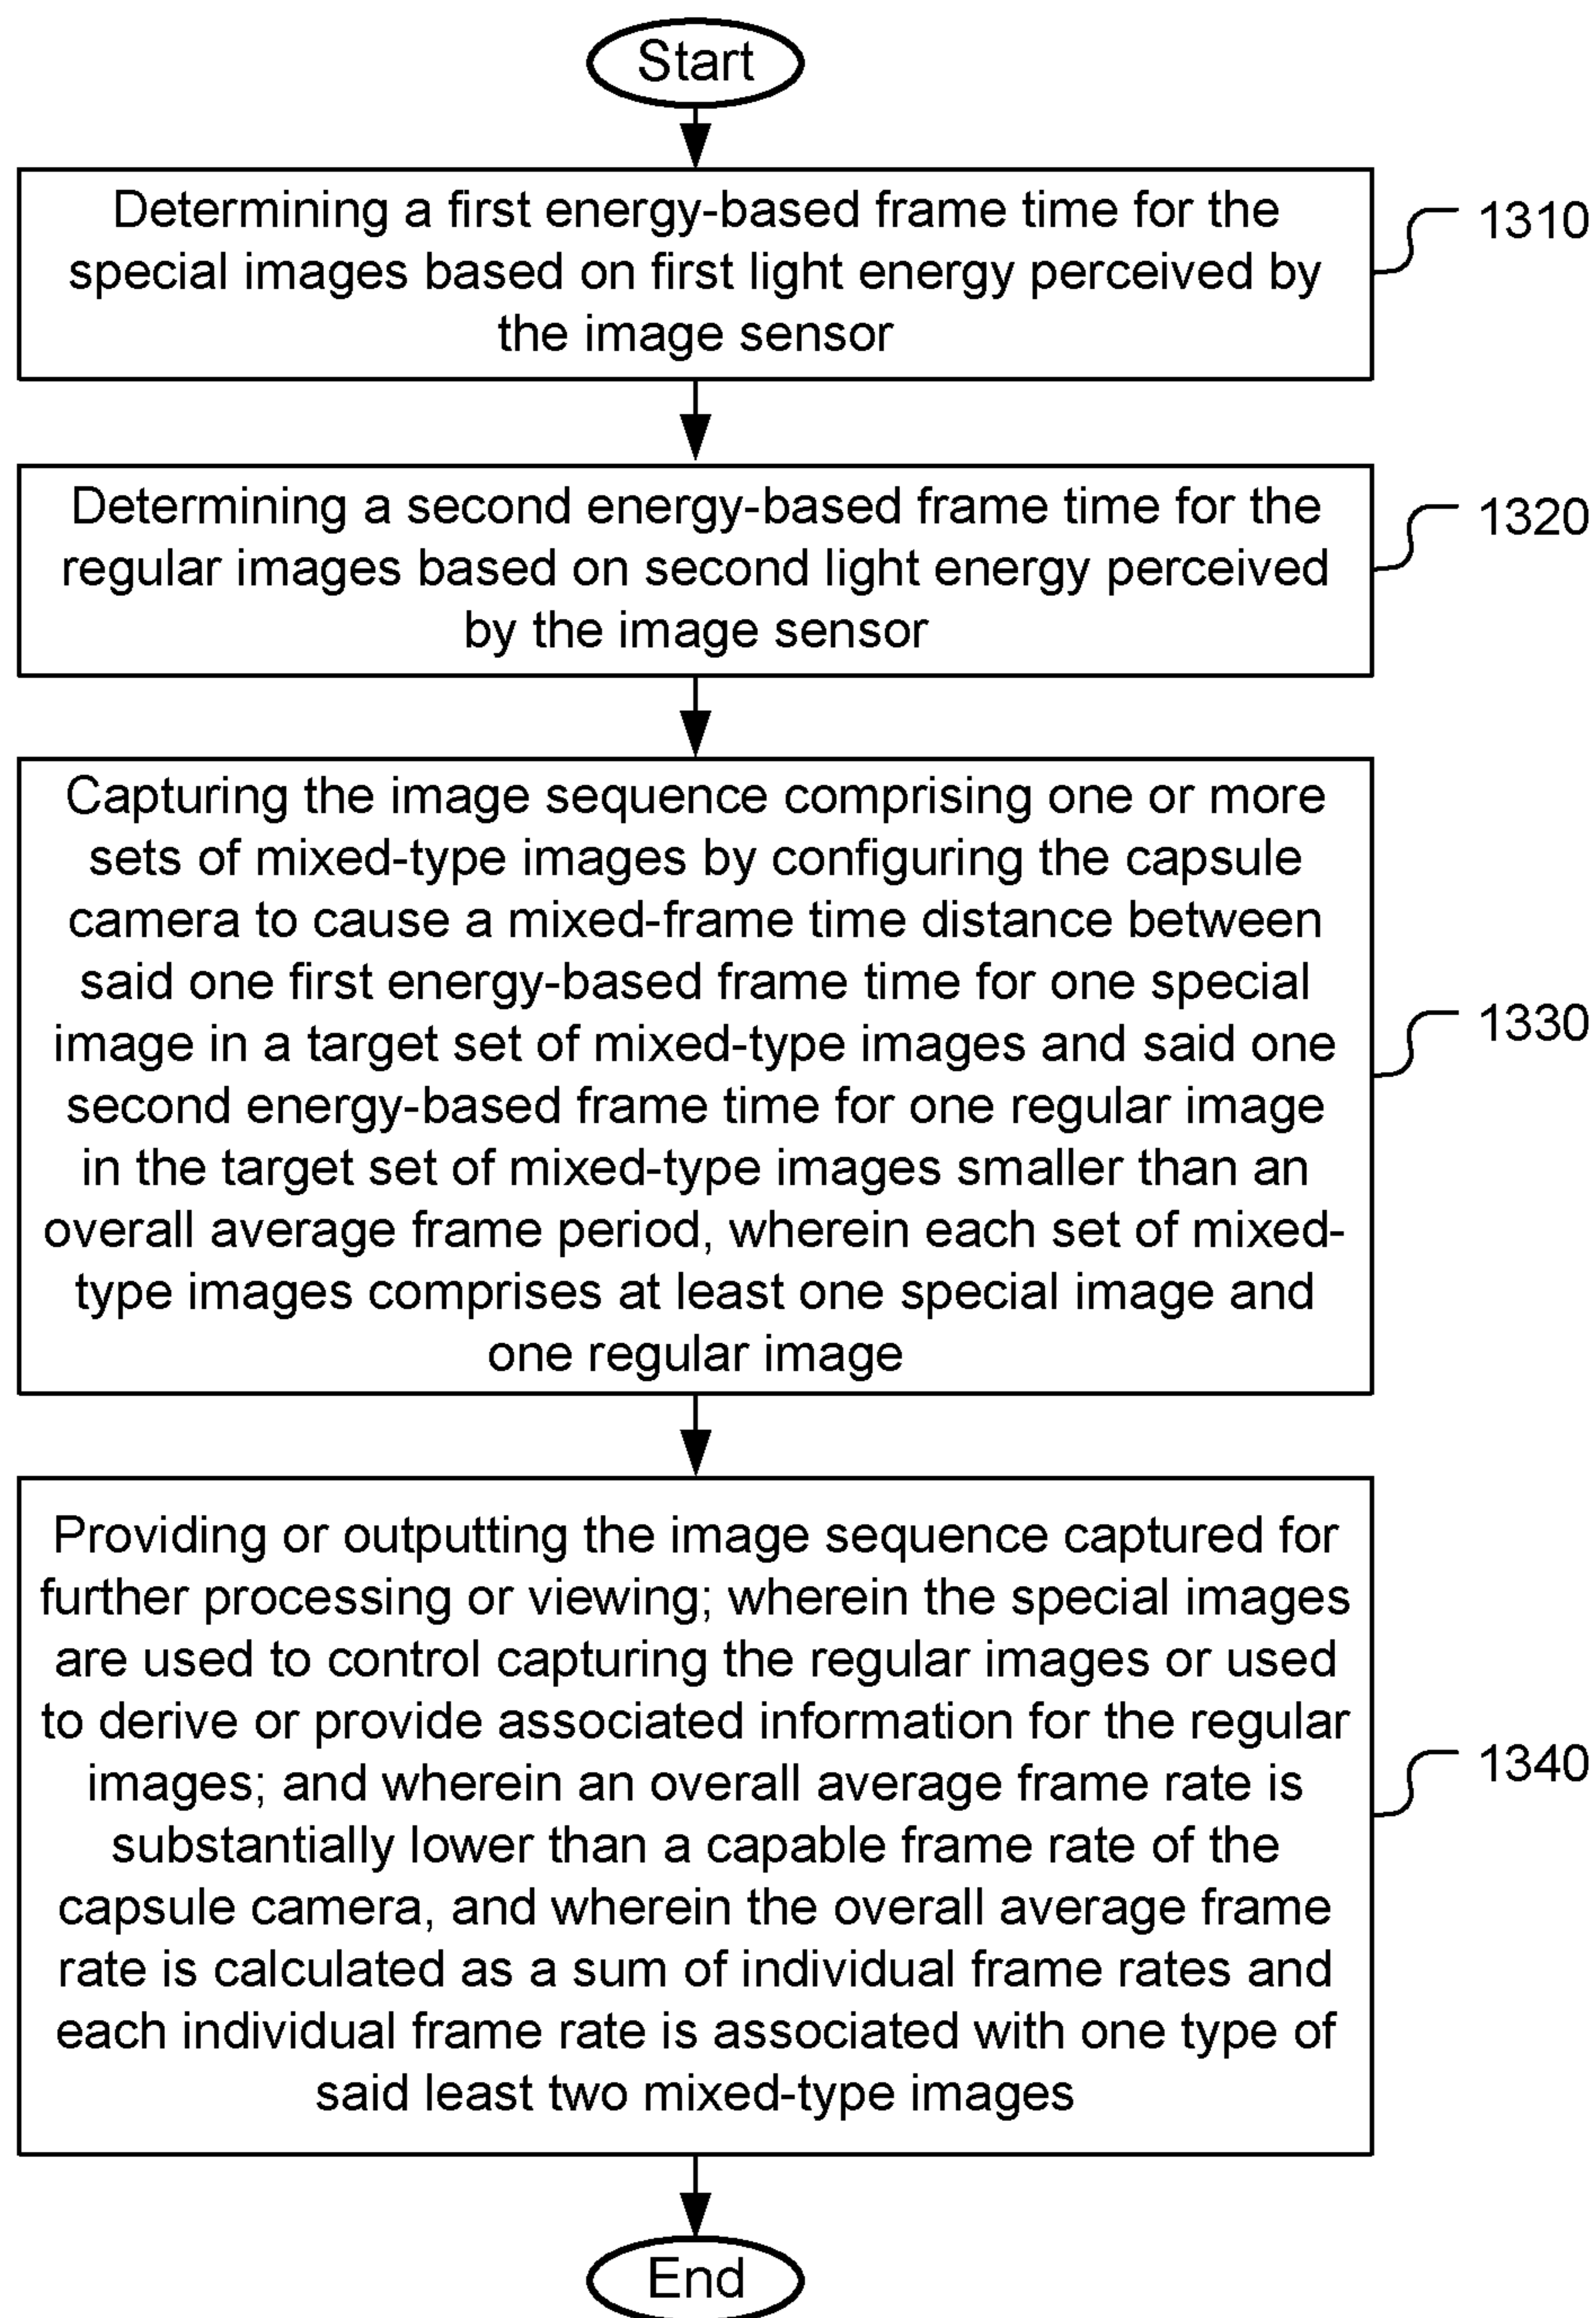 Start
Determining a first energy-based frame time for the
special images based on first light energy perceived by
the image sensor
1310
Determining a second energy-based frame time for the
regular images based on second light energy perceived
by the image sensor
1320
Capturing the image sequence comprising one or more
sets of mixed-type images by configuring the capsule
camera to cause a mixed-frame time distance between
said one first energy-based frame time for one special
image in a target set of mixed-type images and said one
second energy-based frame time for one regular image
in the target set of mixed-type images smaller than an
overall average frame period, wherein each set of mixed-
type images comprises at least one special image and
one regular image
1330
Providing or outputting the image sequence captured for
further processing or viewing; wherein the special images
are used to control capturing the regular images or used
to derive or provide associated information for the regular
images; and wherein an overall average frame rate is
substantially lower than a capable frame rate of the
capsule camera, and wherein the overall average frame
rate is calculated as a sum of individual frame rates and
each individual frame rate is associated with one type of
said least two mixed-type images
1340
End